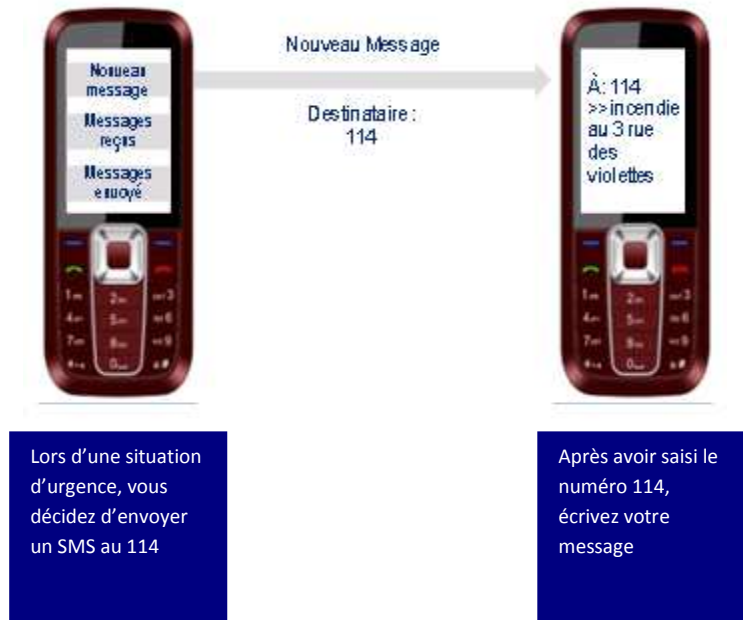 Nouveau
message
Messages
reçus
Messages
envoyé
Nouveau Message
Destinataire :
114
À: 114
>>incendie
au 3 rue
des
violettes
Lors d’une situation
d’urgence, vous
décidez d’envoyer
un SMS au 114
Après avoir saisi le
numéro 114,
écrivez votre
message